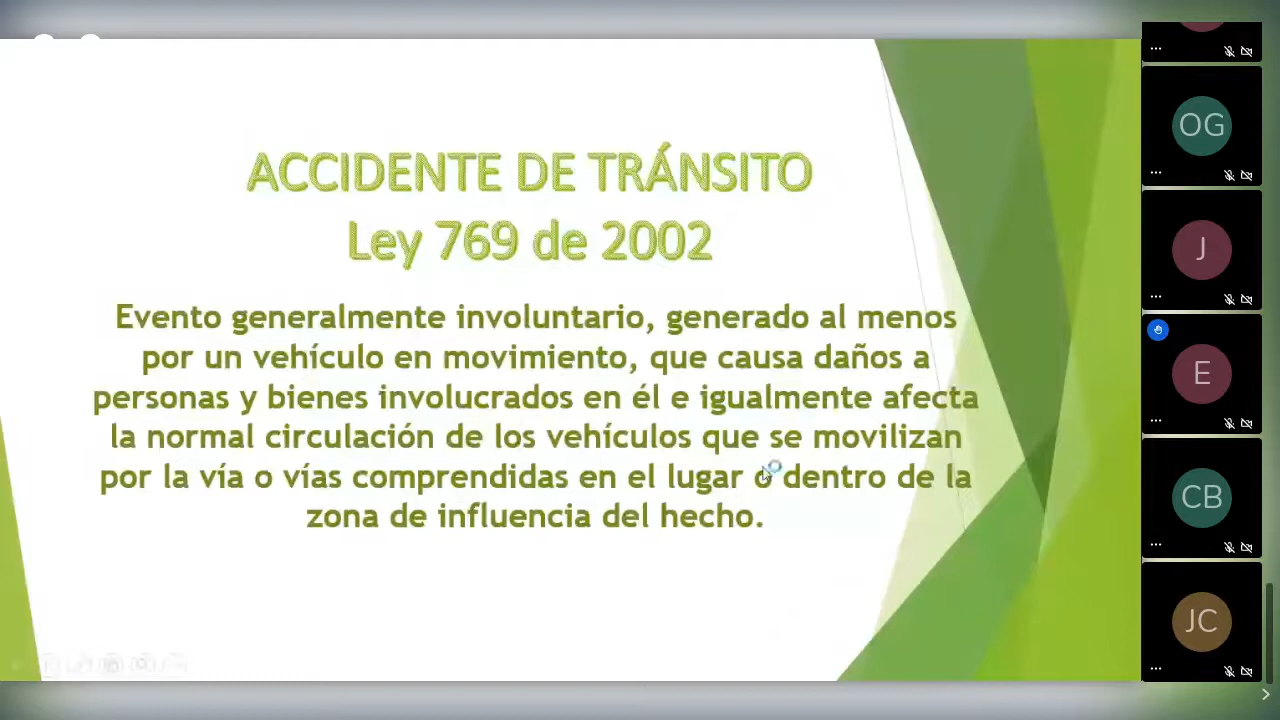 ACCIDENTE DE TRÁNSITO
Ley 769 de 2002
Evento generalmente involuntario, generado al menos
por un vehículo en movimiento, que causa daños a
personas y bienes involucrados en él e igualmente afecta
la normal circulación de los vehículos que se movilizan
por la vía o vías comprendidas en el lugar o dentro de la
zona de influencia del hecho.
OG
J
E
CB
JC